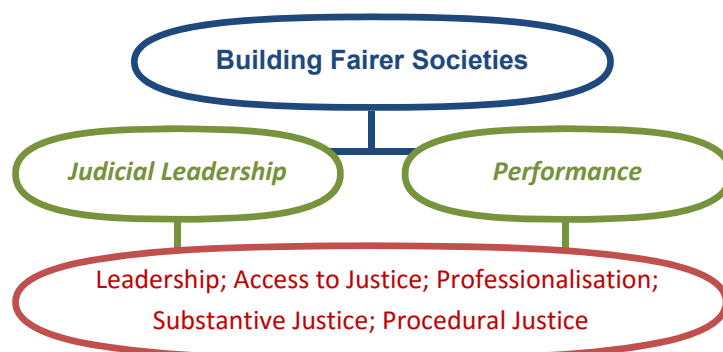 Building Fairer Societies
Judicial Leadership
Performance
Leadership; Access to Justice; Professionalisation;
Substantive Justice; Procedural Justice